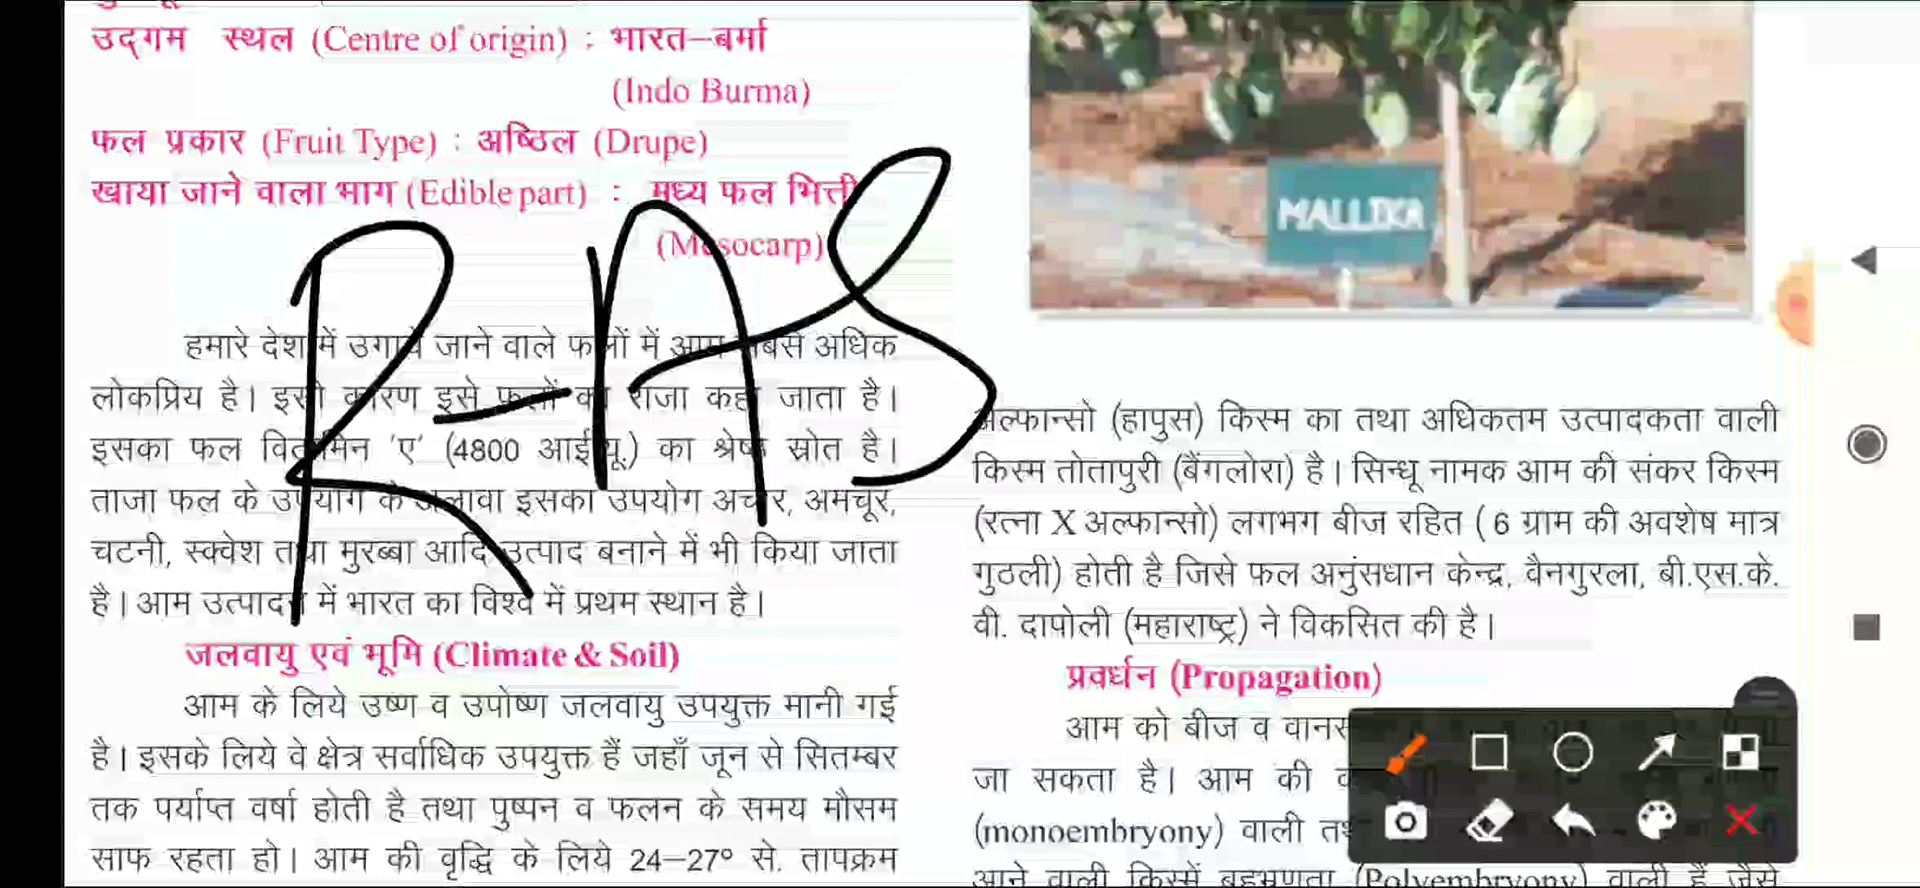 उद्गम स्थल (Centre of origin) : भारत–बर्मा
(Indo Burma)
फल प्रकार (Fruit Type) : अष्ठिल (Drupe)
खाया जाने वाला भाग (Edible part) : मध्य फल भित्ती
(Mesocarp)
R-AS
हमारे देश में उगाये जाने वाले फलों में आम सबसे अधिक
लोकप्रिय है। इसी कारण इसे फलों का राजा कहा जाता है।
इसका फल विटामिन 'ए' (4800 आई.यू.) का श्रेष्ठ स्रोत है।
ताजा फल के उपयोग के अलावा इसका उपयोग अचार, अमचूर,
चटनी, स्क्वेश तथा मुरब्बा आदि उत्पाद बनाने में भी किया जाता
है। आम उत्पादन में भारत का विश्व में प्रथम स्थान है।
जलवायु एवं भूमि (Climate & Soil)
आम के लिये उष्ण व उपोष्ण जलवायु उपयुक्त मानी गई
है। इसके लिये वे क्षेत्र सर्वाधिक उपयुक्त हैं जहाँ जून से सितम्बर
तक पर्याप्त वर्षा होती है तथा पुष्पन व फलन के समय मौसम
साफ रहता हो। आम की वृद्धि के लिये 24–27° से. तापक्रम
MALLIKA
अल्फान्सो (हापुस) किस्म का तथा अधिकतम उत्पादकता वाली
किस्म तोतापुरी (बैंगलोरा) है। सिन्धू नामक आम की संकर किस्म
(रत्ना X अल्फान्सो) लगभग बीज रहित ( 6 ग्राम की अवशेष मात्र
गुठली) होती है जिसे फल अनुंसधान केन्द्र, वैनगुरला, बी.एस.के.
वी. दापोली (महाराष्ट्र) ने विकसित की है।
प्रवर्धन (Propagation)
आम को बीज व
जा सकता है। आम की
(monoembryony) वाली
आने वाली किस्में बहुभ्रूणता (Polyembryony) वाली हैं जैसे